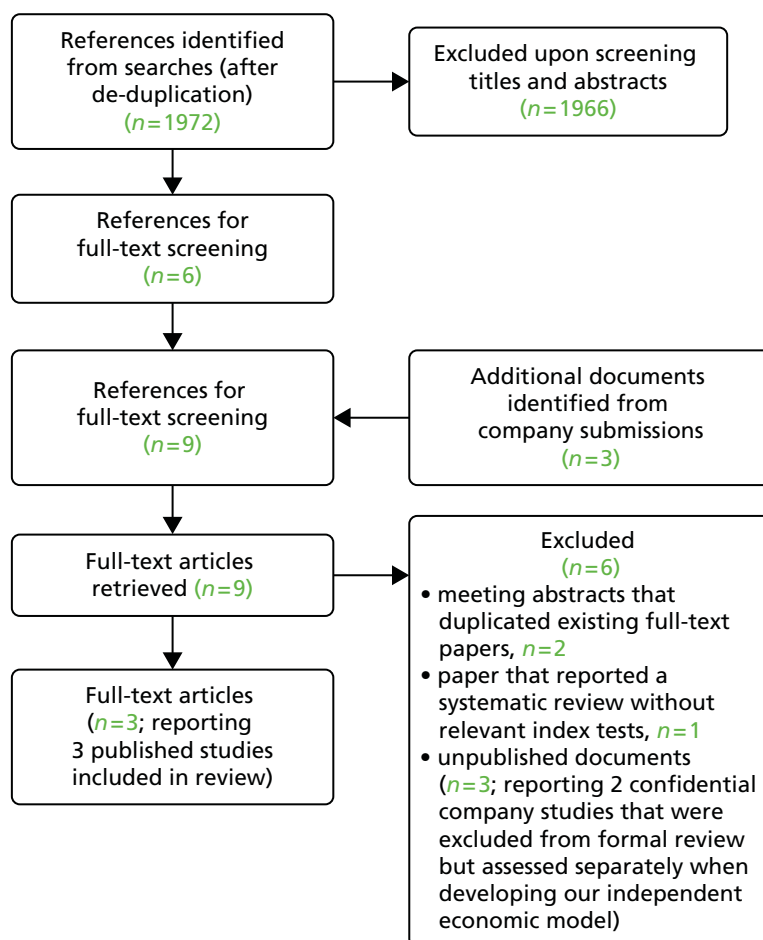 References identified
from searches (after
de-duplication)
(n=1972)
Excluded upon screening
titles and abstracts
(n=1966)
References for
full-text screening
(n=6)
References for
full-text screening
(n=9)
Additional documents
identified from
company submissions
(n=3)
Full-text articles
retrieved (n=9)
Excluded
(n=6)
• meeting abstracts that
duplicated existing full-text
papers, n=2
• paper that reported a
systematic review without
relevant index tests, n=1
• unpublished documents
(n=3; reporting 2 confidential
company studies that were
excluded from formal review
but assessed separately when
developing our independent
economic model)
Full-text articles
(n=3; reporting
3 published studies
included in review)